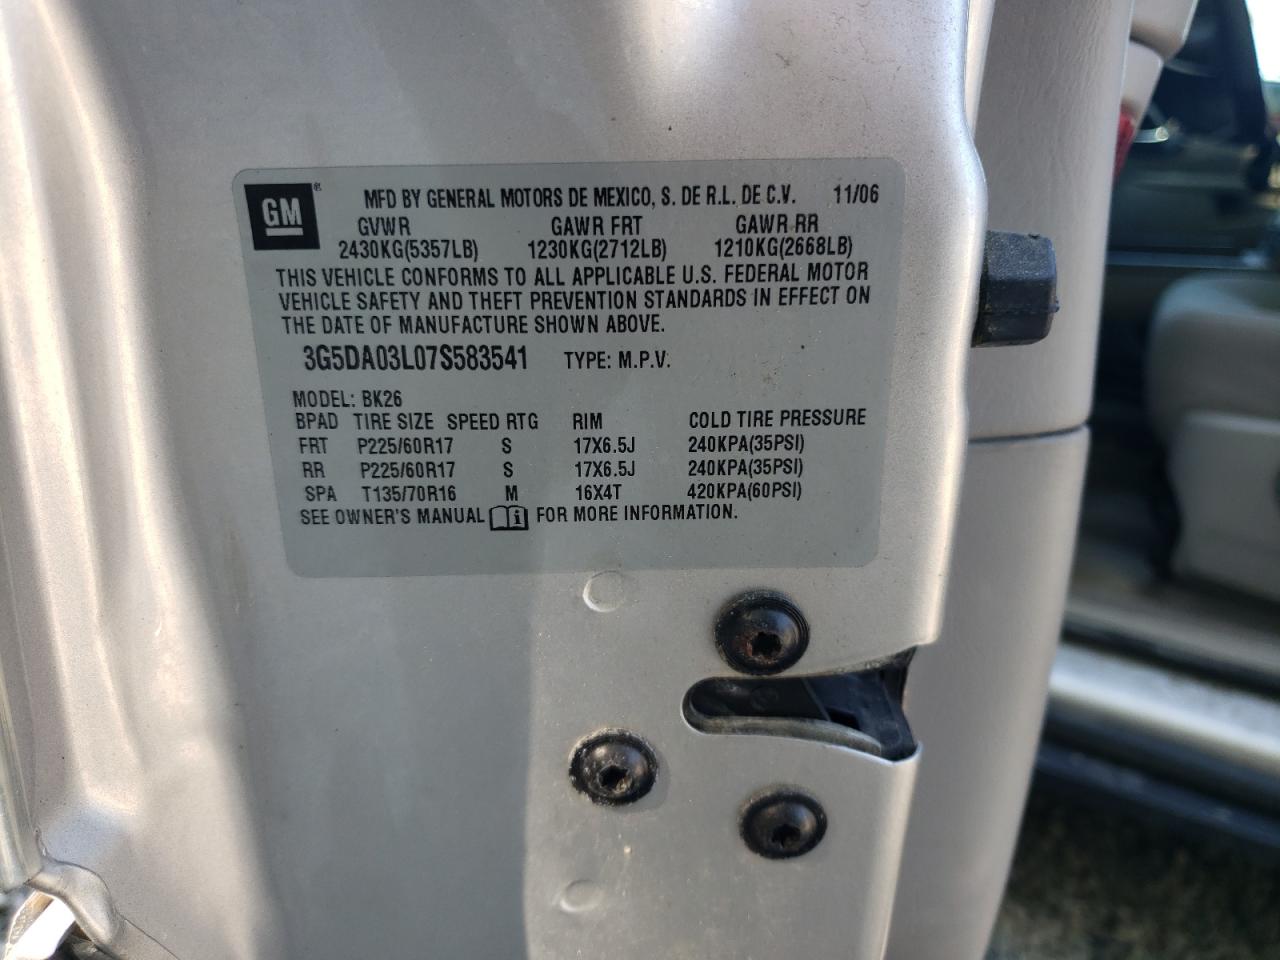 GM®
MFD BY GENERAL MOTORS DE MEXICO, S. DE R.L. DE C.V. 11/06
GVWR GAWR FRT GAWR RR
2430KG(5357LB) 1230KG(2712LB) 1210KG(2668LB)
THIS VEHICLE CONFORMS TO ALL APPLICABLE U.S. FEDERAL MOTOR
VEHICLE SAFETY AND THEFT PREVENTION STANDARDS IN EFFECT ON
THE DATE OF MANUFACTURE SHOWN ABOVE.
3G5DA03L07S583541 TYPE: M.P.V.
MODEL: BK26
BPAD TIRE SIZE SPEED RTG RIM COLD TIRE PRESSURE
FRT P225/60R17 S 17X6.5J 240KPA(35PSI)
RR P225/60R17 S 17X6.5J 240KPA(35PSI)
SPA T135/70R16 M 16X4T 420KPA(60PSI)
SEE OWNER'S MANUAL i FOR MORE INFORMATION.